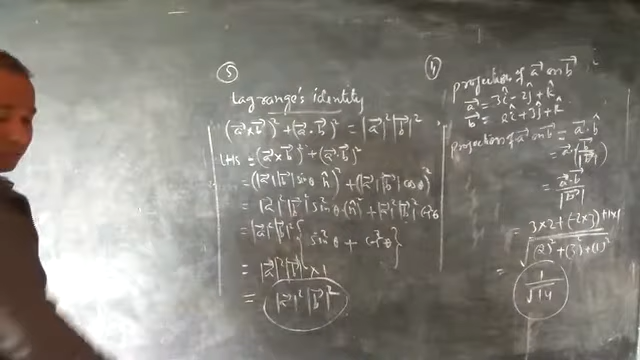 ⑤
Lagrange's identity
(a⃗×b⃗)² + (a⃗.b⃗)² = |a⃗|²|b⃗|²
LHS = (a⃗×b⃗)² + (a⃗.b⃗)²
= (|a⃗||b⃗| sinθ n̂)² + (|a⃗||b⃗| cosθ)²
= |a⃗|²|b⃗|² sin²θ (n̂)² + |a⃗|²|b⃗|² cos²θ
= |a⃗|²|b⃗|² { sin²θ + cos²θ }
= |a⃗|²|b⃗|² × 1
= |a⃗|²|b⃗|²
④
projection of a⃗ on b⃗
a⃗ = 3î - 2ĵ + k̂
b⃗ = 2î + 3ĵ + k̂
projection of a⃗ on b⃗ = a⃗.b̂
= a⃗.(b⃗/|b⃗|)
= a⃗.b⃗/|b⃗|
= 3×2+(-2×3)+1×1/√(2)²+(3)²+(1)²
= 1/√14